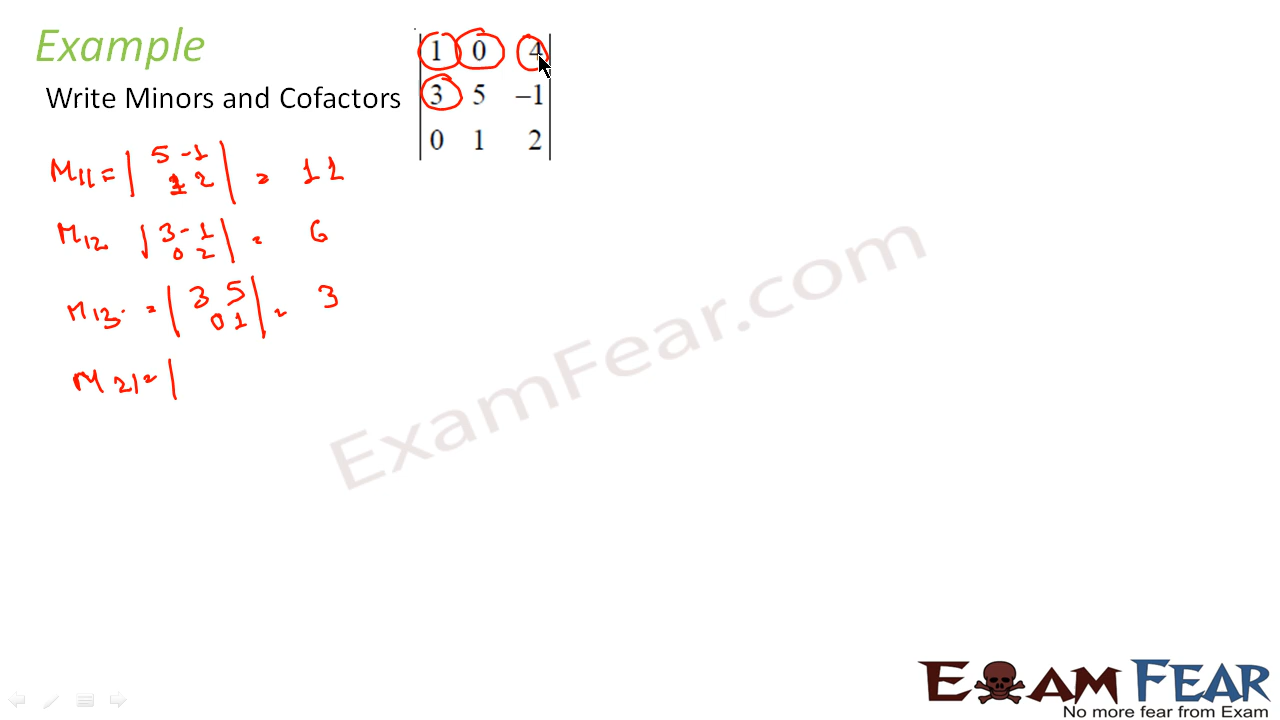 Example
Write Minors and Cofactors
1 0 4
3 5 −1
0 1 2
M11 = | 5 -1 | = 11
1 2
M12 | 3 - 1 | = 6
0 2
M13 = | 3 5 | = 3
0 1
M21 = |
ExamFear.com
EXAM FEAR
No more fear from Exam